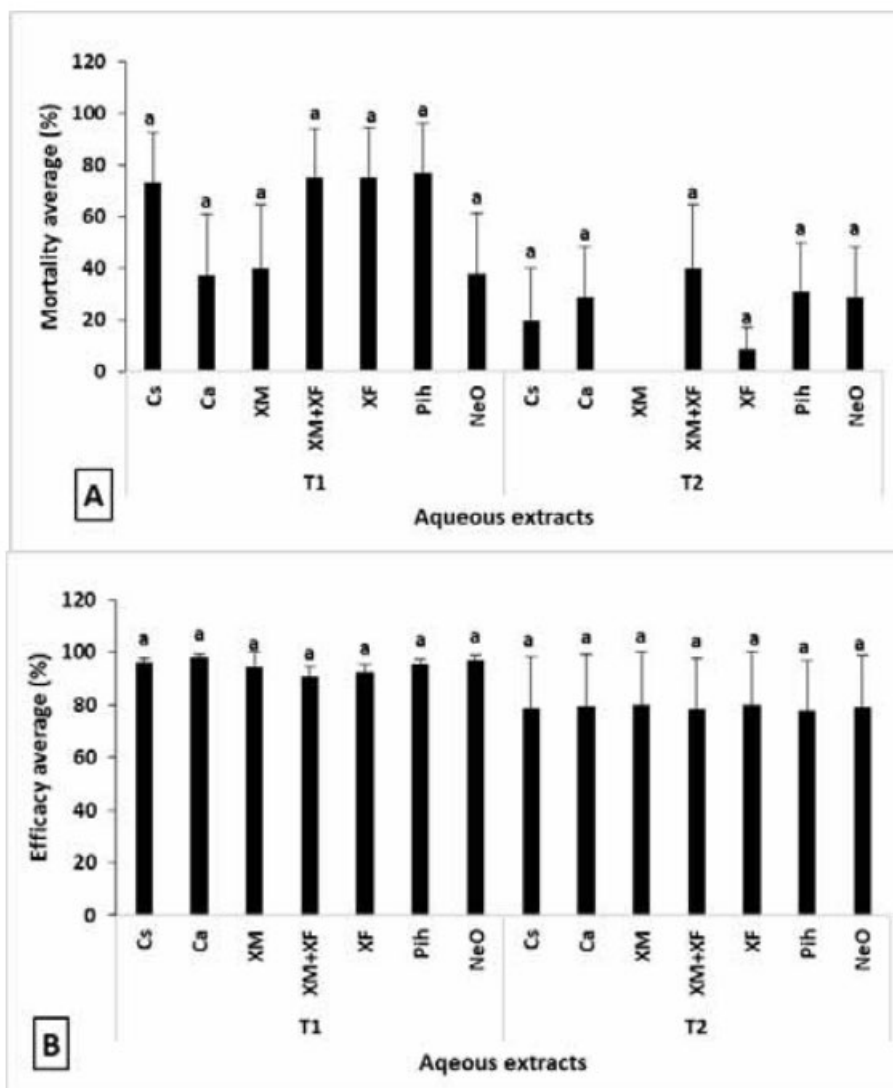 120
100
80
60
40
20
0
Mortality average (%)
a a a a a a a a a a a a a
Cs Ca XM XM+XF XF Pih NeO Cs Ca XM XM+XF XF Pih NeO
T1 T2
A
Aqueous extracts
120
100
80
60
40
20
0
Efficacy average (%)
a a a a a a a a a a a a a a
Cs Ca XM XM+XF XF Pih NeO Cs Ca XM XM+XF XF Pih NeO
T1 T2
B
Aqeous extracts